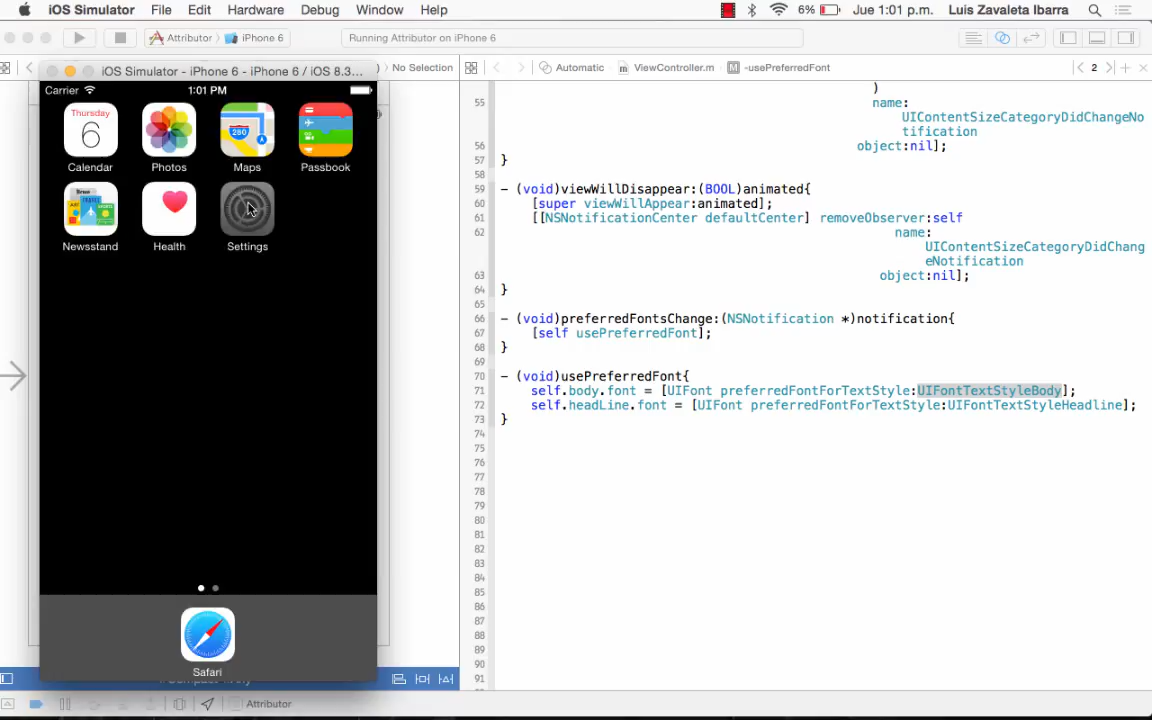 iOS Simulator File Edit Hardware Debug Window Help 6% Jue 1:01 p.m. Luis Zavaleta Ibarra
Attributor iPhone 6 Running Attributor on iPhone 6
iOS Simulator - iPhone 6 - iPhone 6 / iOS 8.3... ) No Selection Automatic ViewController.m M -usePreferredFont 2
Carrier 1:01 PM
Thursday
6
280
Calendar Photos Maps Passbook
News
Newsstand Health Settings
Safari
)
55 name:
UIContentSizeCategoryDidChangeNo
tification
56 object:nil];
57 }
58
59 - (void)viewWillDisappear:(BOOL)animated{
60 [super viewWillAppear:animated];
61 [[NSNotificationCenter defaultCenter] removeObserver:self
62 name:
UIContentSizeCategoryDidChang
eNotification
63 object:nil];
64 }
65
66 - (void)preferredFontsChange:(NSNotification *)notification{
67 [self usePreferredFont];
68 }
69
70 - (void)usePreferredFont{
71 self.body.font = [UIFont preferredFontForTextStyle:UIFontTextStyleBody];
72 self.headLine.font = [UIFont preferredFontForTextStyle:UIFontTextStyleHeadline];
73 }
74
75
76
77
78
79
80
81
82
83
84
85
86
87
88
89
90
91
Attributor